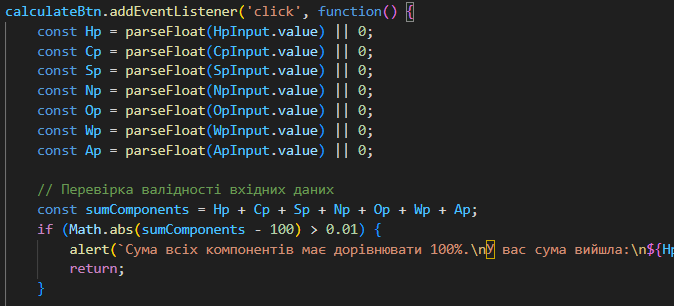 calculateBtn.addEventListener('click', function() {
const Hp = parseFloat(HpInput.value) || 0;
const Cp = parseFloat(CpInput.value) || 0;
const Sp = parseFloat(SpInput.value) || 0;
const Np = parseFloat(NpInput.value) || 0;
const Op = parseFloat(OpInput.value) || 0;
const Wp = parseFloat(WpInput.value) || 0;
const Ap = parseFloat(ApInput.value) || 0;
// Перевірка валідності вхідних даних
const sumComponents = Hp + Cp + Sp + Np + Op + Wp + Ap;
if (Math.abs(sumComponents - 100) > 0.01) {
alert(`Сума всіх компонентів має дорівнювати 100%.\nУ вас сума вийшла:\n${Hp
return;
}